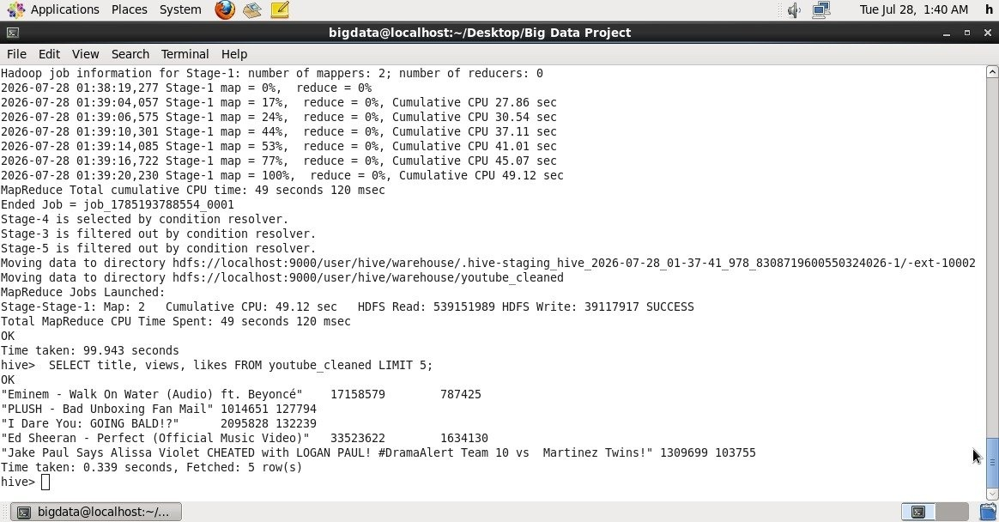 Applications Places System Tue Jul 28, 1:40 AM h
bigdata@localhost:~/Desktop/Big Data Project
File Edit View Search Terminal Help
Hadoop job information for Stage-1: number of mappers: 2; number of reducers: 0
2026-07-28 01:38:19,277 Stage-1 map = 0%,  reduce = 0%
2026-07-28 01:39:04,057 Stage-1 map = 17%,  reduce = 0%, Cumulative CPU 27.86 sec
2026-07-28 01:39:06,575 Stage-1 map = 24%,  reduce = 0%, Cumulative CPU 30.54 sec
2026-07-28 01:39:10,301 Stage-1 map = 44%,  reduce = 0%, Cumulative CPU 37.11 sec
2026-07-28 01:39:14,085 Stage-1 map = 53%,  reduce = 0%, Cumulative CPU 41.01 sec
2026-07-28 01:39:16,722 Stage-1 map = 77%,  reduce = 0%, Cumulative CPU 45.07 sec
2026-07-28 01:39:20,230 Stage-1 map = 100%,  reduce = 0%, Cumulative CPU 49.12 sec
MapReduce Total cumulative CPU time: 49 seconds 120 msec
Ended Job = job_1785193788554_0001
Stage-4 is selected by condition resolver.
Stage-3 is filtered out by condition resolver.
Stage-5 is filtered out by condition resolver.
Moving data to directory hdfs://localhost:9000/user/hive/warehouse/.hive-staging_hive_2026-07-28_01-37-41_978_8308719600550324026-1/-ext-10002
Moving data to directory hdfs://localhost:9000/user/hive/warehouse/youtube_cleaned
MapReduce Jobs Launched:
Stage-Stage-1: Map: 2   Cumulative CPU: 49.12 sec   HDFS Read: 539151989 HDFS Write: 39117917 SUCCESS
Total MapReduce CPU Time Spent: 49 seconds 120 msec
OK
Time taken: 99.943 seconds
hive>  SELECT title, views, likes FROM youtube_cleaned LIMIT 5;
OK
"Eminem - Walk On Water (Audio) ft. Beyoncé"    17158579        787425
"PLUSH - Bad Unboxing Fan Mail" 1014651 127794
"I Dare You: GOING BALD!?"      2095828 132239
"Ed Sheeran - Perfect (Official Music Video)"   33523622        1634130
"Jake Paul Says Alissa Violet CHEATED with LOGAN PAUL! #DramaAlert Team 10 vs  Martinez Twins!" 1309699 103755
Time taken: 0.339 seconds, Fetched: 5 row(s)
hive>
bigdata@localhost:~/...